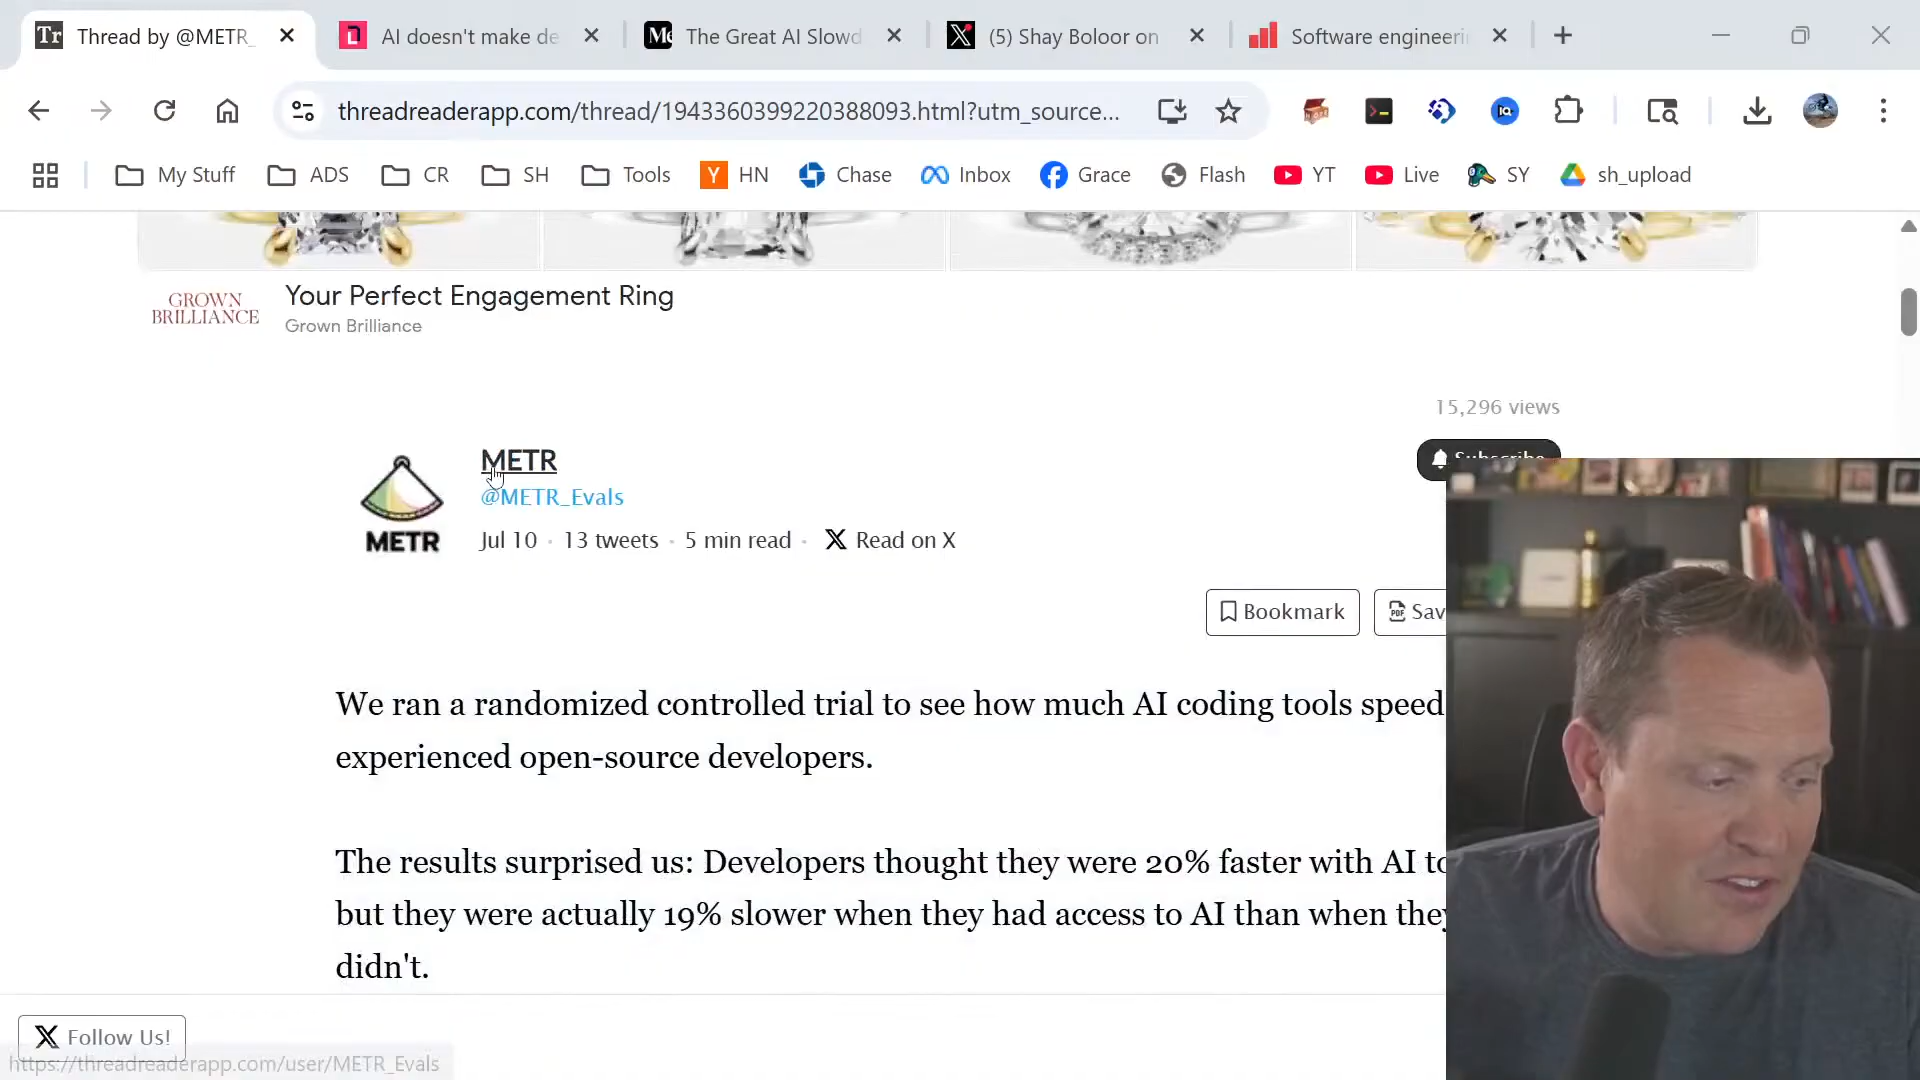 Tr Thread by @METR_
AI doesn't make de
The Great AI Slowd
(5) Shay Boloor on
Software engineeri
threadreaderapp.com/thread/1943360399220388093.html?utm_source...
My Stuff
ADS
CR
SH
Tools
Y HN
Chase
Inbox
Grace
Flash
YT
Live
SY
sh_upload
GROWN
BRILLIANCE
Your Perfect Engagement Ring
Grown Brilliance
15,296 views
Subscribe
METR
METR
@METR_Evals
Jul 10 · 13 tweets · 5 min read · X Read on X
Bookmark
PDF Sav
We ran a randomized controlled trial to see how much AI coding tools speed
experienced open-source developers.
The results surprised us: Developers thought they were 20% faster with AI to
but they were actually 19% slower when they had access to AI than when they
didn't.
X Follow Us!
https://threadreaderapp.com/user/METR_Evals